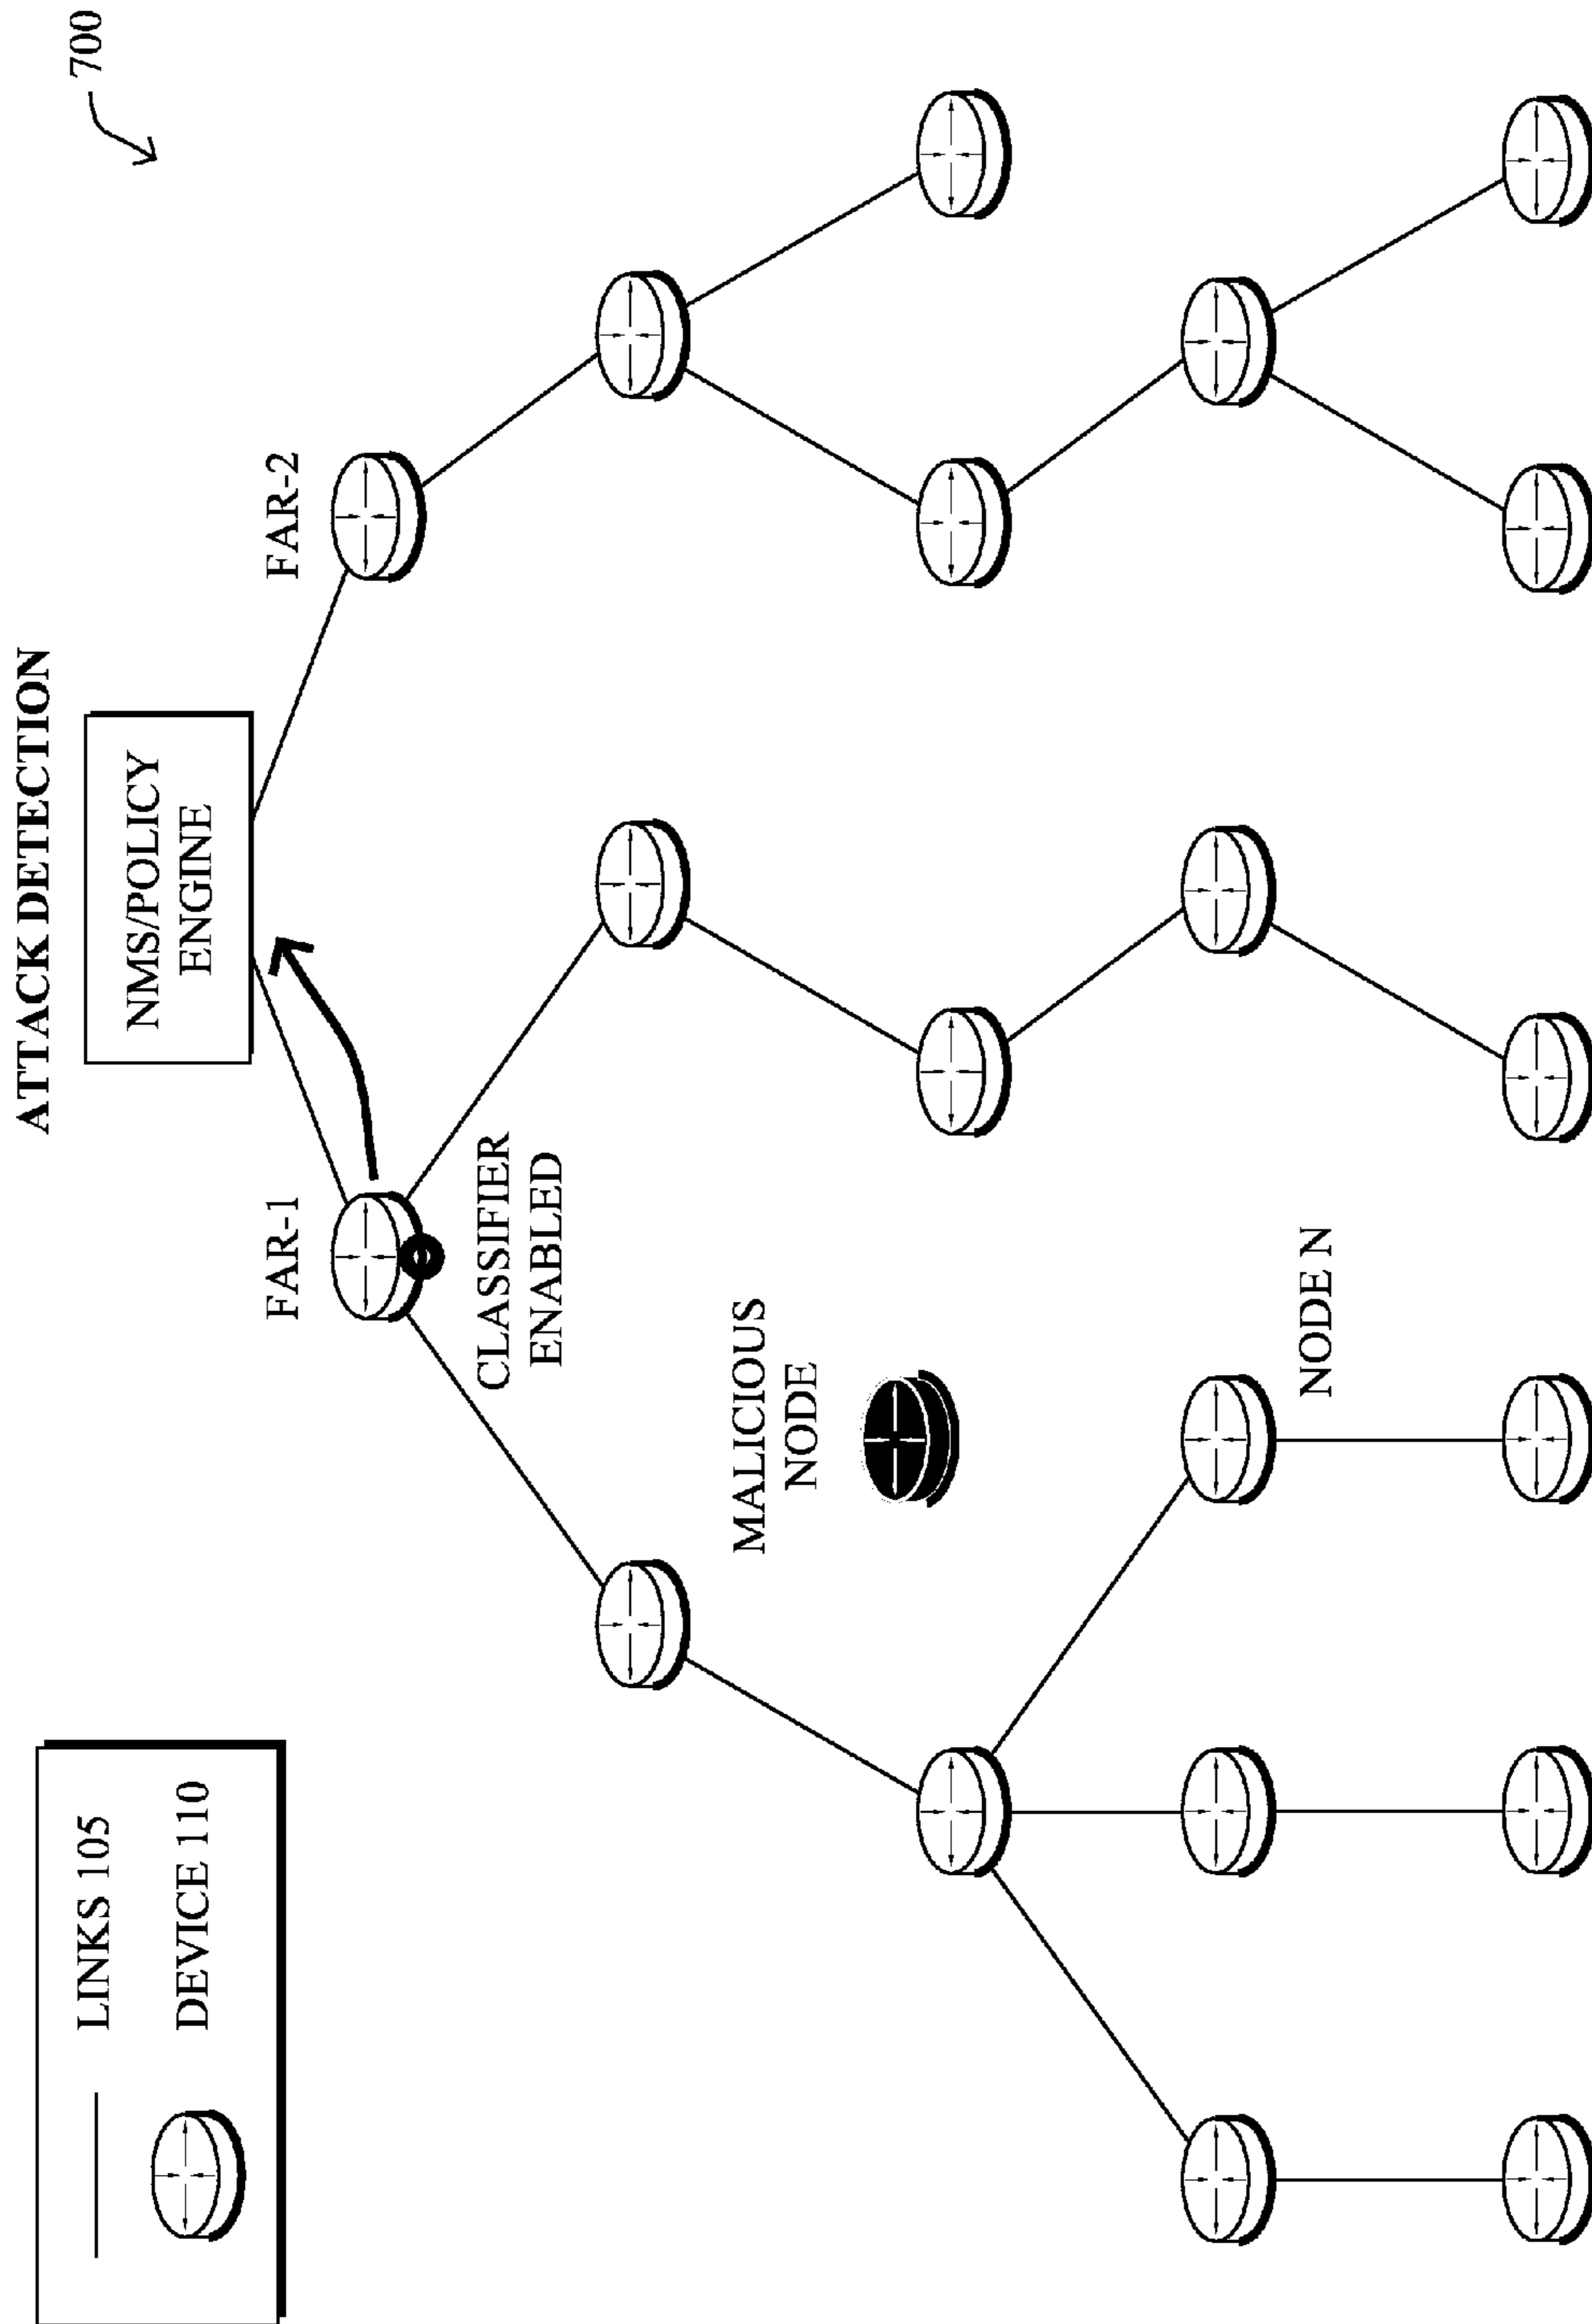 LINKS 105
DEVICE 110
ATTACK DETECTION
700
NMS/POLICY
ENGINE
FAR-1
FAR-2
CLASSIFIER
ENABLED
MALICIOUS
NODE
NODE N